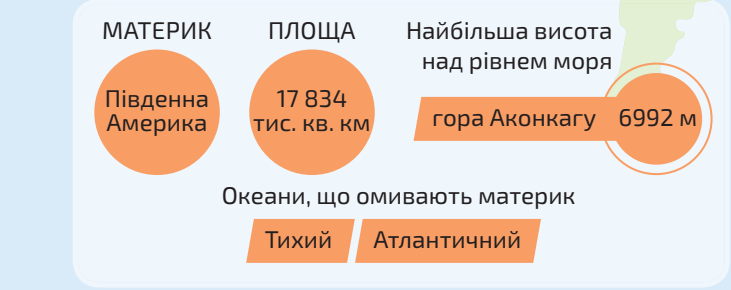 МАТЕРИК
Південна
Америка
ПЛОЩА
17 834
тис. кв. км
Найбільша висота
над рівнем моря
гора Аконкагу
6992 м
Океани, що омивають материк
Тихий
Атлантичний